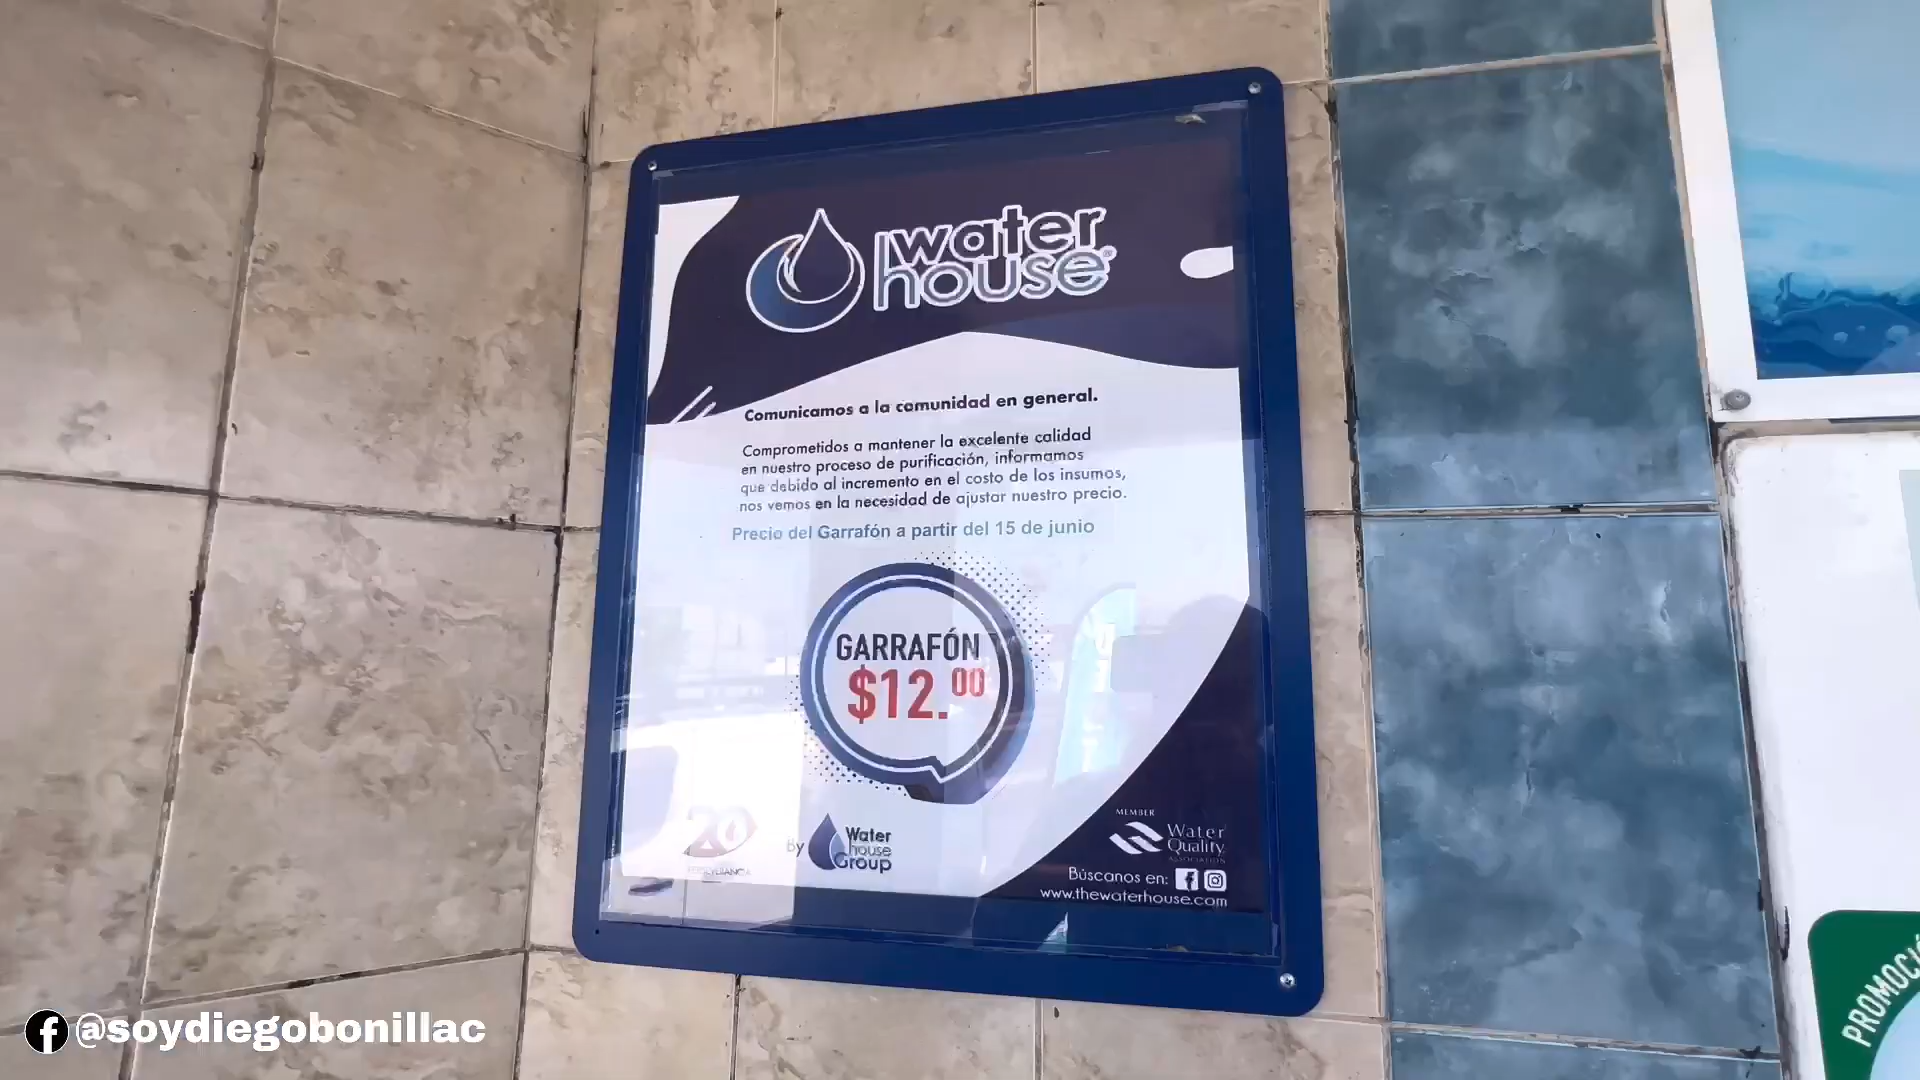 water
house®
Comunicamos a la comunidad en general.
Comprometidos a mantener la excelente calidad
en nuestro proceso de purificación, informamos
que debido al incremento en el costo de los insumos,
nos vemos en la necesidad de ajustar nuestro precio.
Precio del Garrafón a partir del 15 de junio
GARRAFÓN
$12.00
20
By
Water
house
Group
MEMBER
Water
Quality
ASSOCIATION
Búscanos en:
www.thewaterhouse.com
@soydiegobonillac